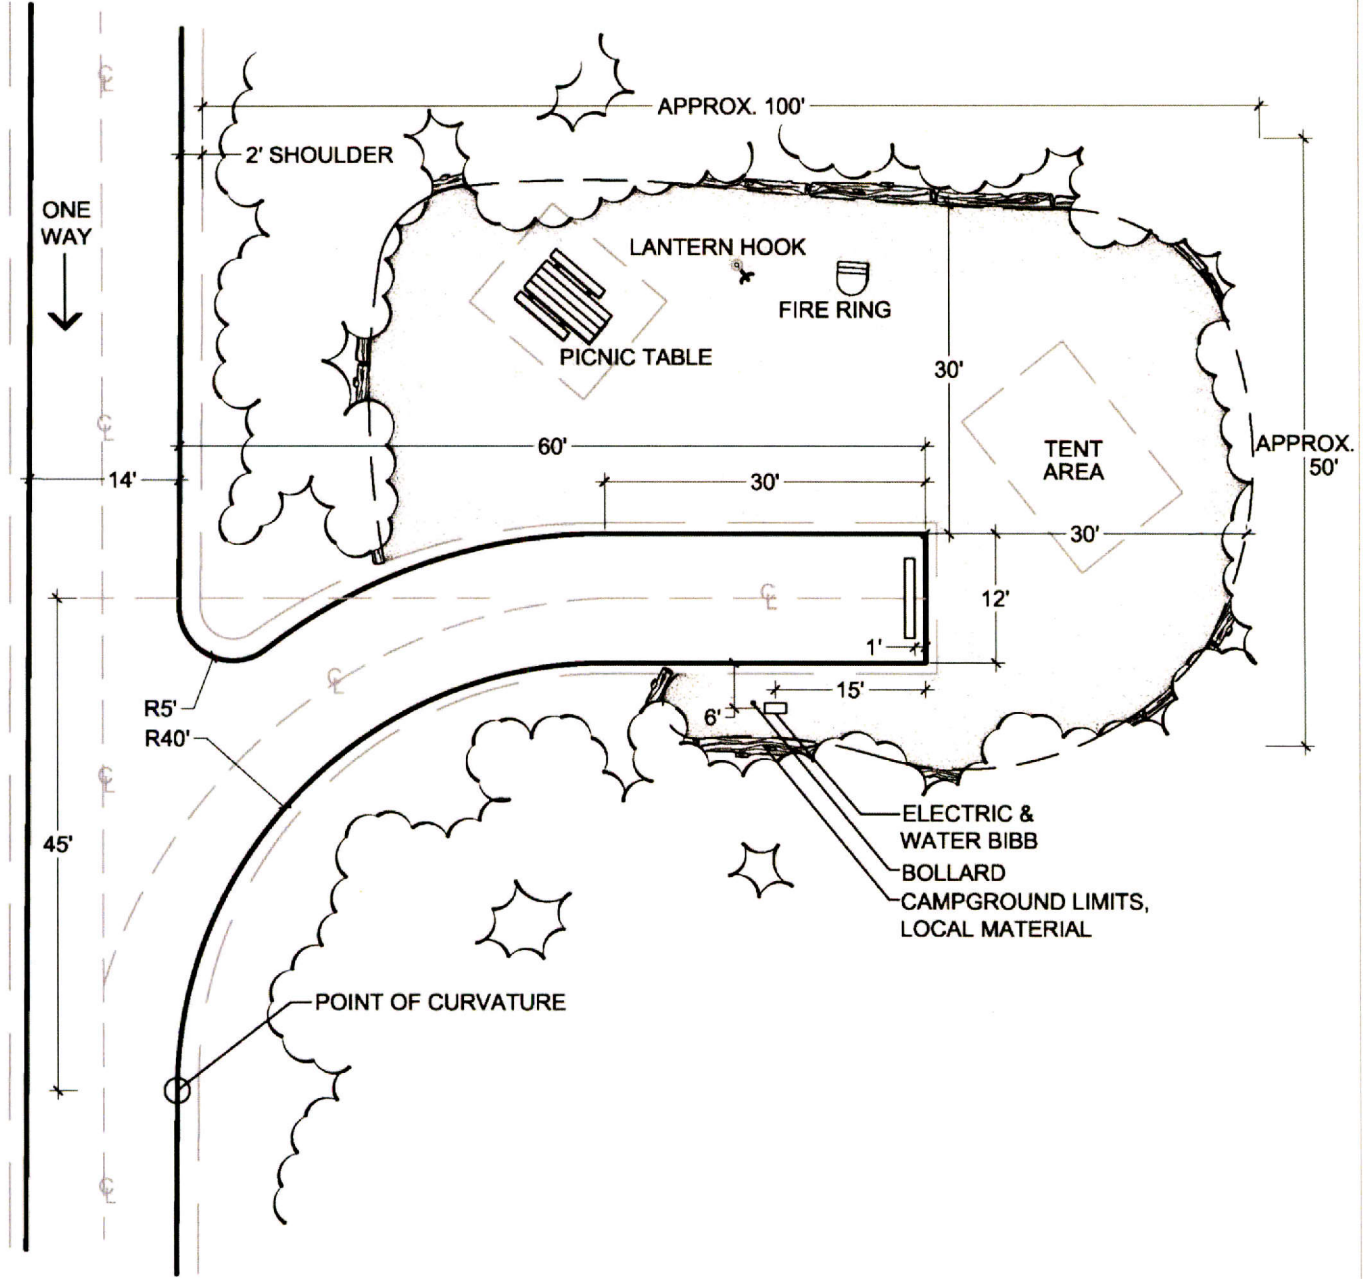 APPROX. 100'
2' SHOULDER
ONE
WAY
LANTERN HOOK
FIRE RING
PICNIC TABLE
30'
60'
TENT
AREA
APPROX.
50'
14'
30'
30'
12'
1'
15'
R5'
6'
R40'
45'
ELECTRIC &
WATER BIBB
BOLLARD
CAMPGROUND LIMITS,
LOCAL MATERIAL
POINT OF CURVATURE
℄
℄
℄
℄
℄
℄